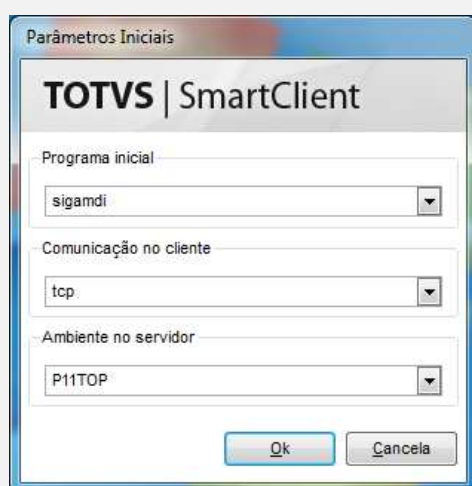 Parâmetros Iniciais
TOTVS | SmartClient
Programa inicial
sigamdi
Comunicação no cliente
tcp
Ambiente no servidor
P11TOP
Ok Cancela